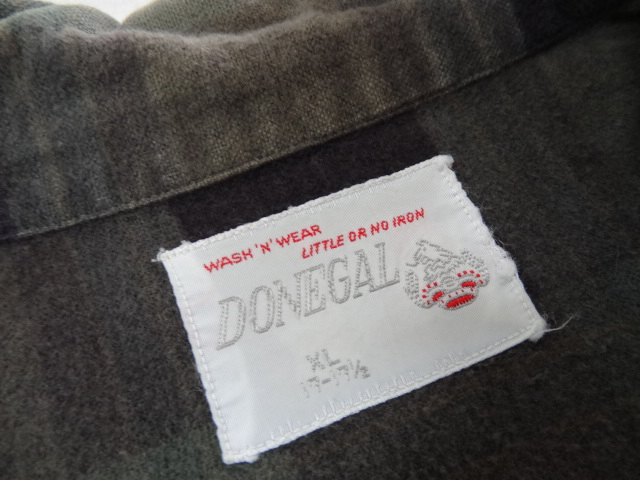 WASH 'N' WEAR
LITTLE OR NO IRON
DONEGAL
XL
17-17½